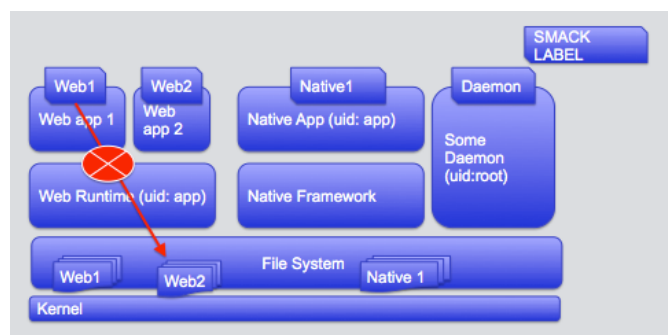 SMACK
LABEL
Web1
Web2
Native1
Daemon
Web app 1
Web
app 2
Native App (uid: app)
Some
Daemon
(uid:root)
Web Runtime (uid: app)
Native Framework
File System
Web1
Web2
Native 1
Kernel